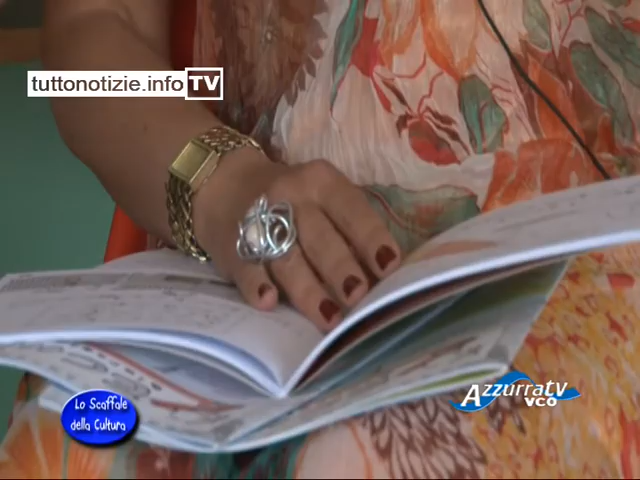 tuttonotizie.info TV
Lo Scaffale
della Cultura
Azzurratv
VCO